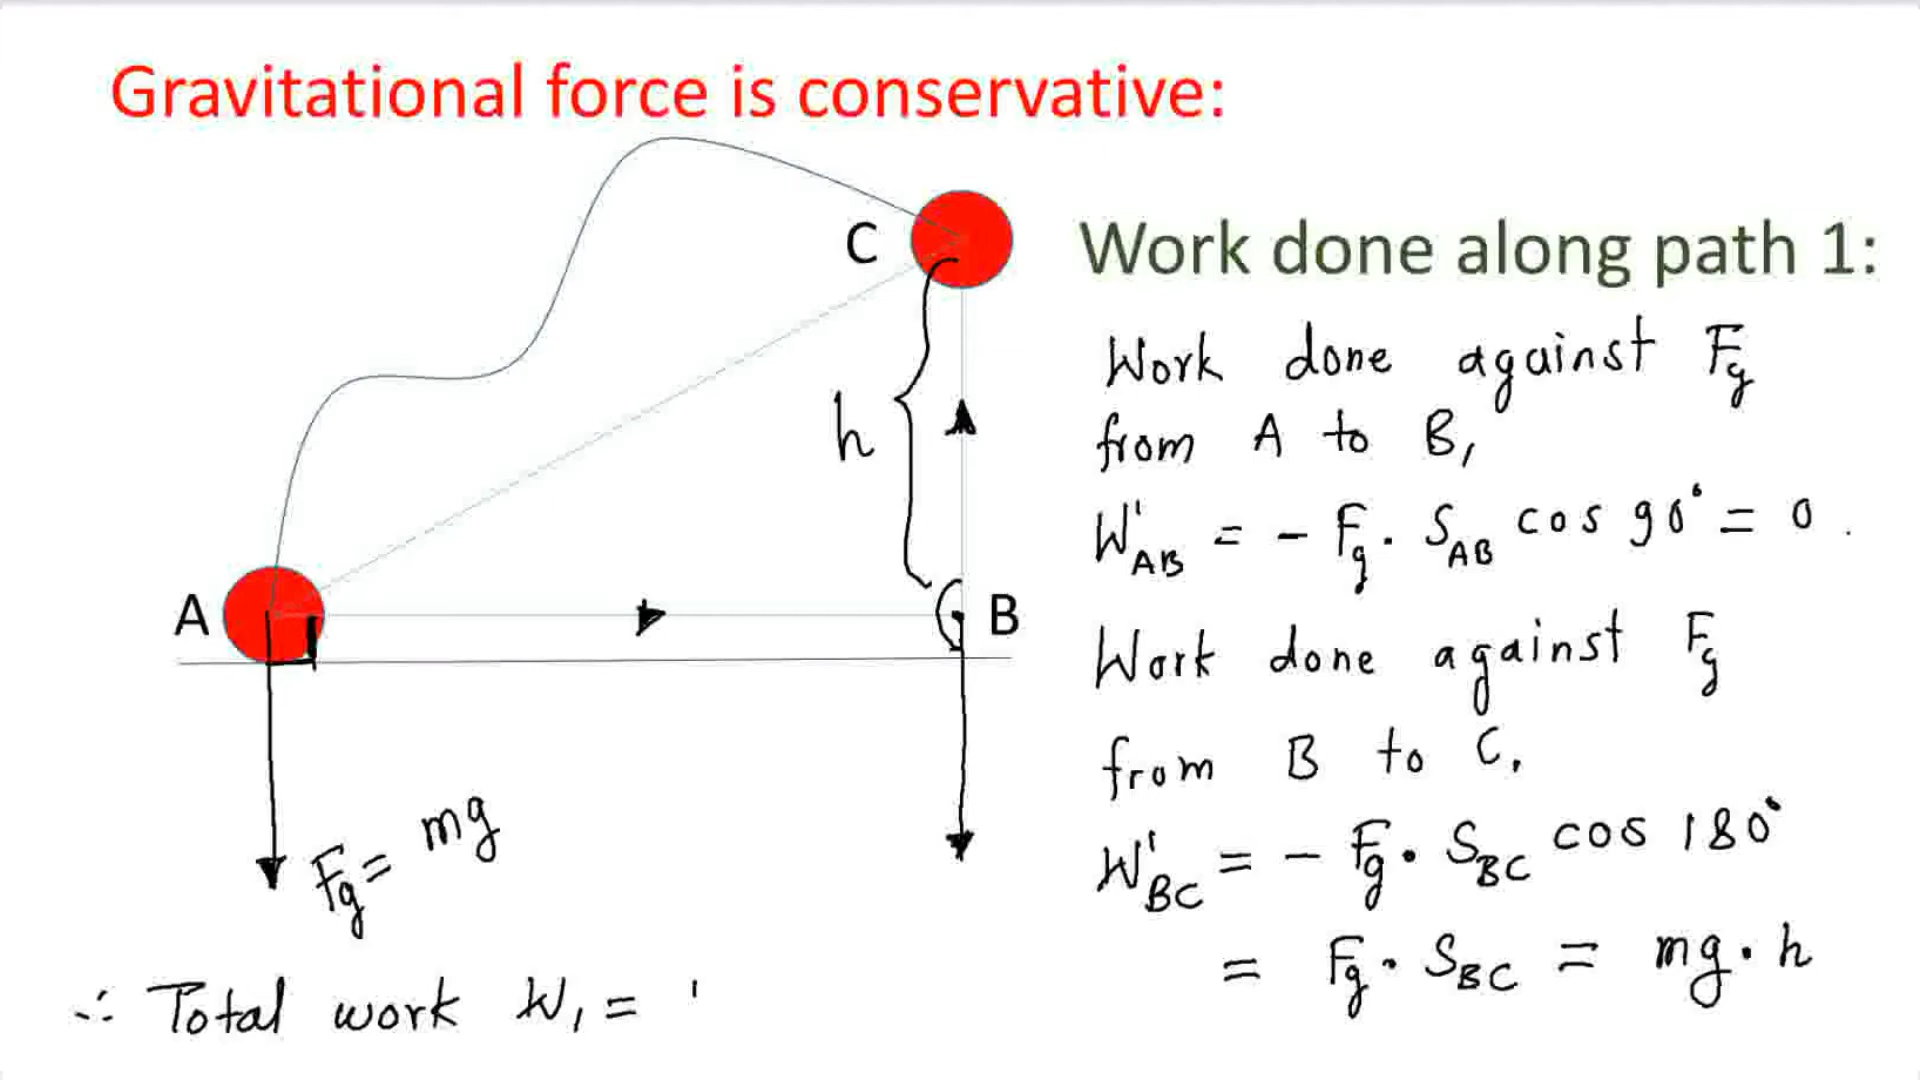 Gravitational force is conservative:
C
Work done along path 1:
Work done against Fg
h
from A to B,
W'AB = - Fg. SAB cos 90° = 0.
A
B
Work done against Fg
from B to C.
Fg = mg
W'BC = - Fg. SBC cos 180°
= Fg. SBC = mg.h
∴ Total work W1 =